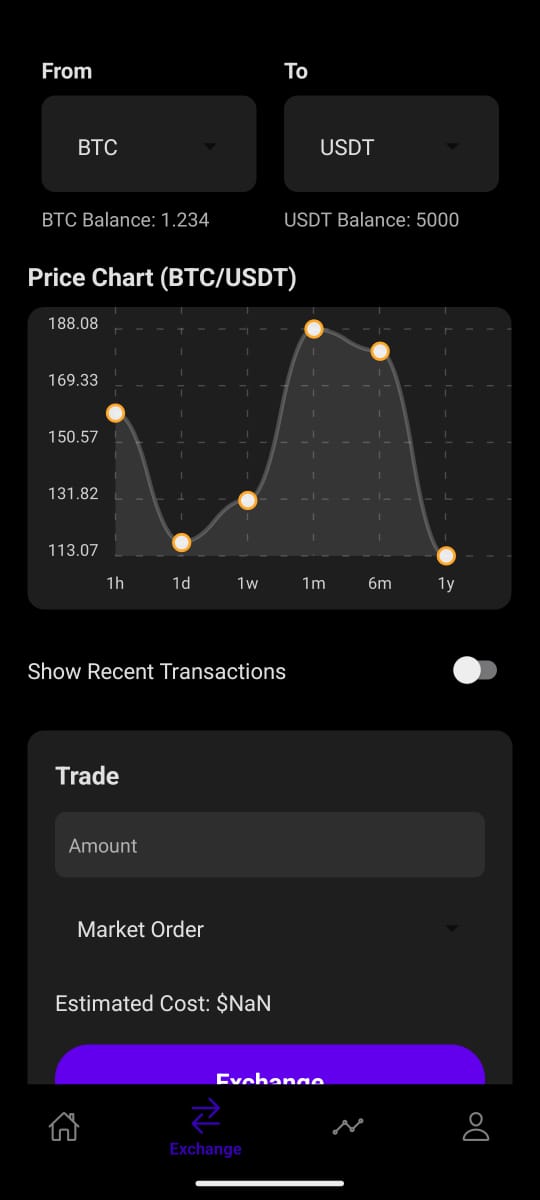 From
To
BTC
USDT
BTC Balance: 1.234
USDT Balance: 5000
Price Chart (BTC/USDT)
188.08
169.33
150.57
131.82
113.07
1h 1d 1w 1m 6m 1y
Show Recent Transactions
Trade
Amount
Market Order
Estimated Cost: $NaN
Exchange
Exchange